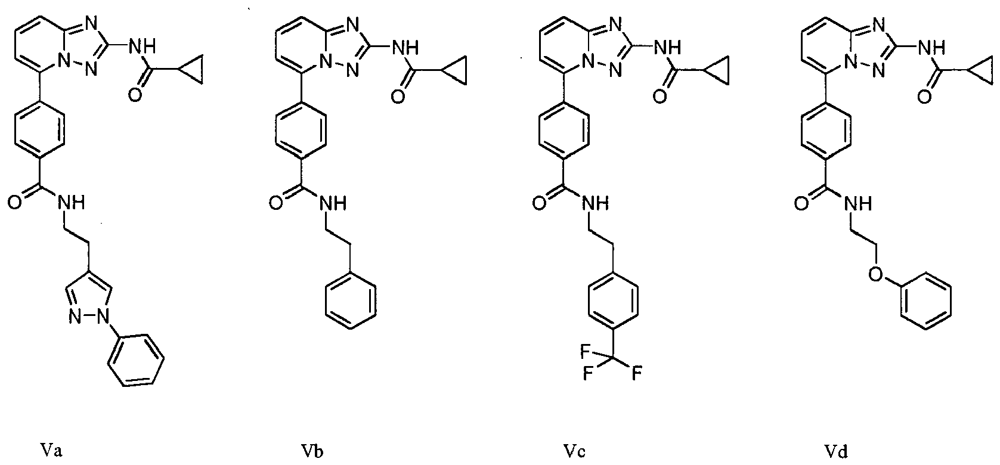 N N N N
NH NH NH NH
N N N N N N N N
O O O O
O NH O NH O NH O NH
O
N N
F
F F
Va Vb Vc Vd